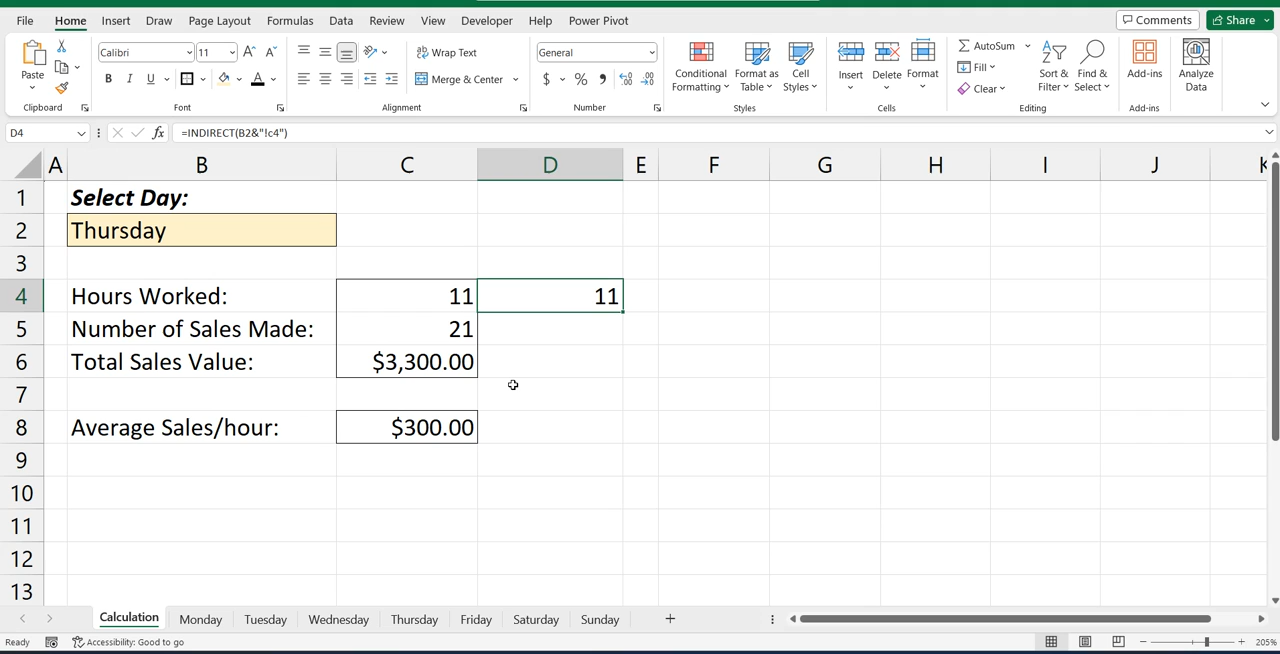 File Home Insert Draw Page Layout Formulas Data Review View Developer Help Power Pivot Comments Share
Paste
Clipboard
Calibri 11
B I U
Font
Wrap Text
Merge & Center
Alignment
General
$ % ,
Number
Conditional Formatting
Format as Table
Cell Styles
Styles
Insert Delete Format
Cells
AutoSum
Fill
Clear
Sort & Filter
Find & Select
Editing
Add-ins
Add-ins
Analyze Data
D4 fx =INDIRECT(B2&"!c4")
A B C D E F G H I J K
1 Select Day:
2 Thursday
3
4 Hours Worked: 11 11
5 Number of Sales Made: 21
6 Total Sales Value: $3,300.00
7
8 Average Sales/hour: $300.00
9
10
11
12
13
Calculation Monday Tuesday Wednesday Thursday Friday Saturday Sunday
Ready Accessibility: Good to go 205%